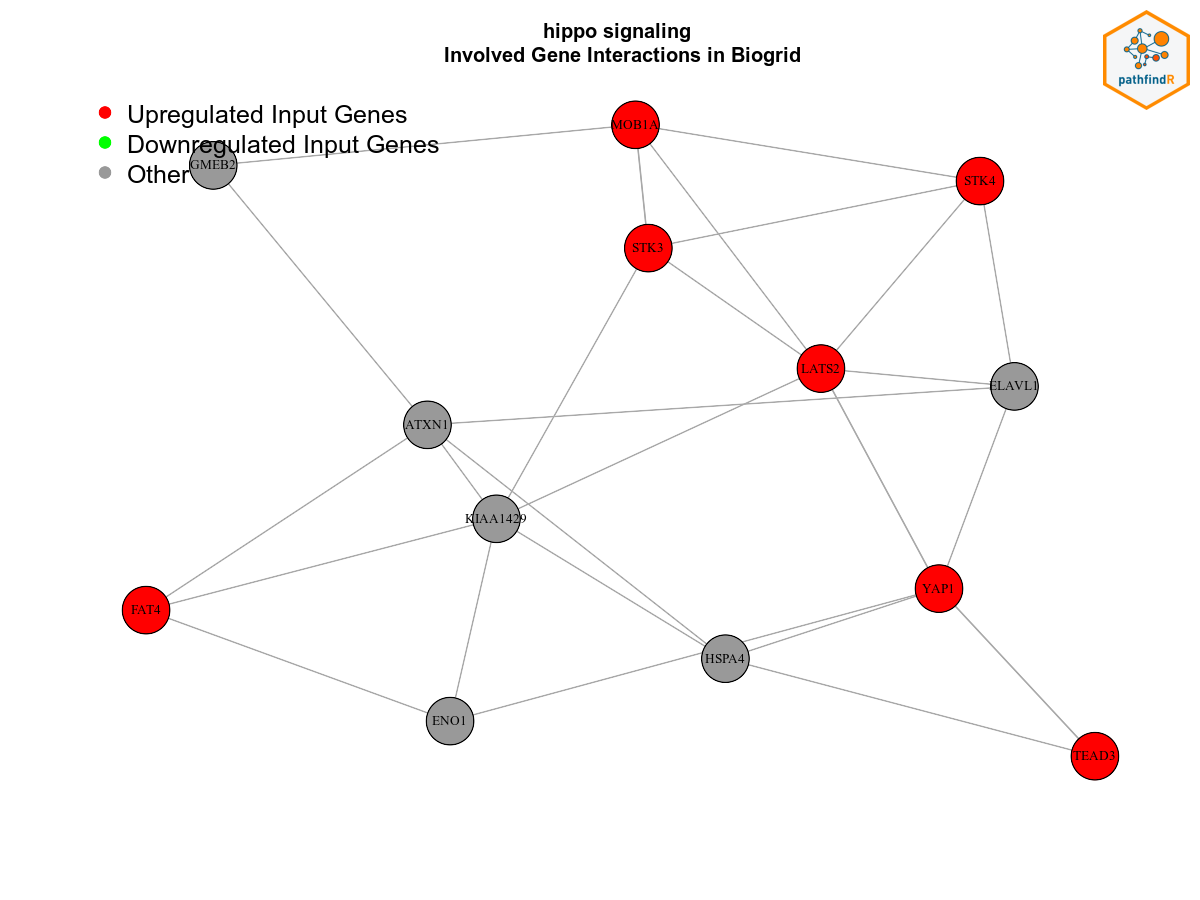 hippo signaling
Involved Gene Interactions in Biogrid
pathfindR
Upregulated Input Genes
Downregulated Input Genes
Other
MOB1A
GMEB2
STK4
STK3
LATS2
ELAVL1
ATXN1
KIAA1429
YAP1
FAT4
HSPA4
ENO1
TEAD3